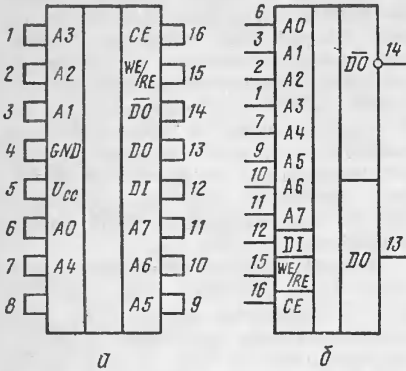 1 A3 CE 16
2 A2 WE/RE 15
3 A1 D̅O̅ 14
4 GND DO 13
5 Ucc DI 12
6 A0 A7 11
7 A4 A6 10
8 A5 9
а
6 A0
3 A1 D̅O̅ 14
2 A2
1 A3
7 A4
9 A5
10 A6
11 A7
12 DI DO 13
15 WE/RE
16 CE
б